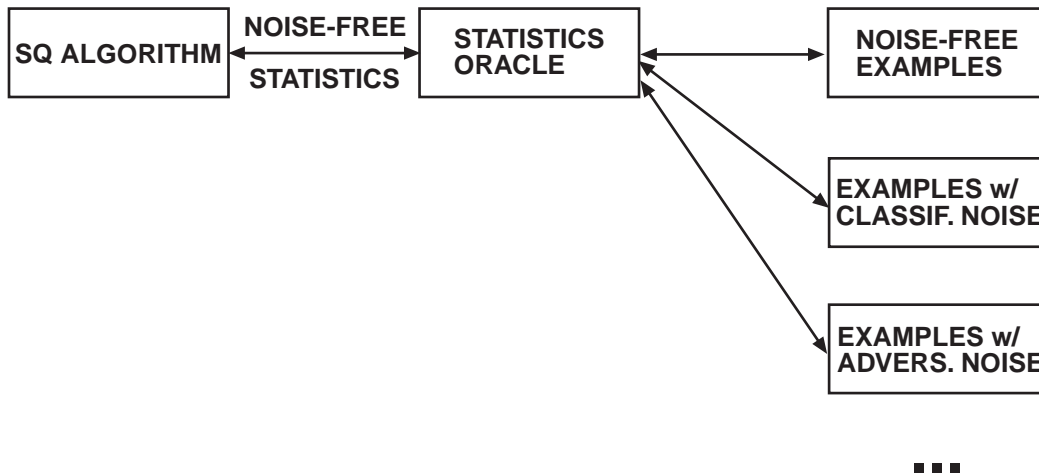 SQ ALGORITHM
NOISE-FREE
STATISTICS
STATISTICS
ORACLE
NOISE-FREE
EXAMPLES
EXAMPLES w/
CLASSIF. NOISE
EXAMPLES w/
ADVERS. NOISE